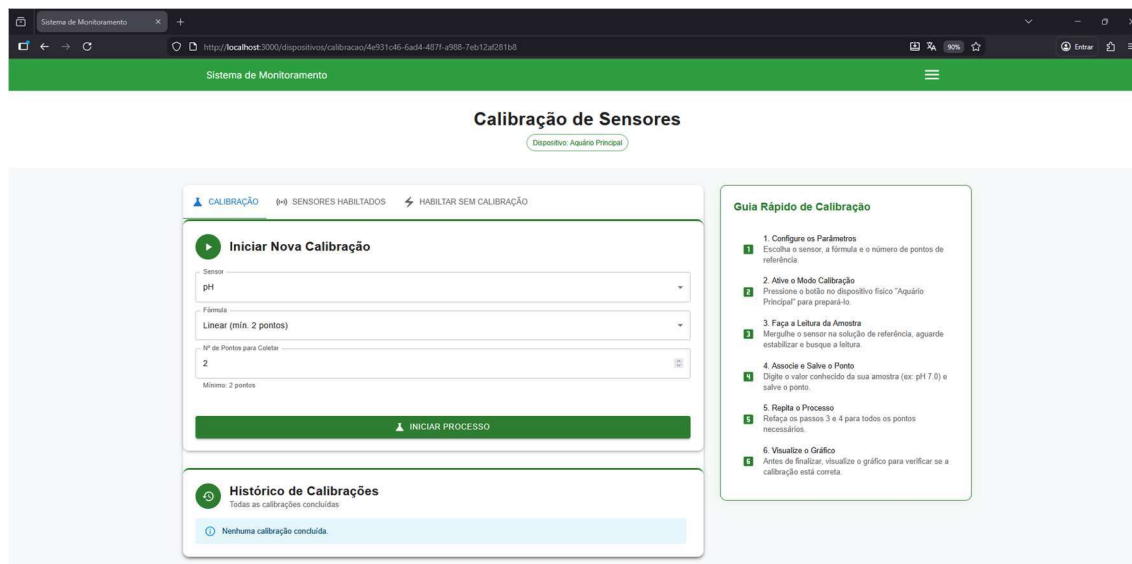 Sistema de Monitoramento
http://localhost:3000/dispositivos/calibracao/4e931c46-6ad4-487f-a988-7eb12af281b8
90%
Entrar
Sistema de Monitoramento
Calibração de Sensores
Dispositivo: Aquário Principal
CALIBRAÇÃO
SENSORES HABILTADOS
HABILTAR SEM CALIBRAÇÃO
Iniciar Nova Calibração
Sensor
pH
Fórmula
Linear (mín. 2 pontos)
Nº de Pontos para Coletar
2
Mínimo: 2 pontos
INICIAR PROCESSO
Histórico de Calibrações
Todas as calibrações concluídas
Nenhuma calibração concluída.
Guia Rápido de Calibração
1
1. Configure os Parâmetros
Escolha o sensor, a fórmula e o número de pontos de
referência.
2
2. Ative o Modo Calibração
Pressione o botão no dispositivo físico "Aquário
Principal" para prepará-lo.
3
3. Faça a Leitura da Amostra
Mergulhe o sensor na solução de referência, aguarde
estabilizar e busque a leitura.
4
4. Associe e Salve o Ponto
Digite o valor conhecido da sua amostra (ex: pH 7.0) e
salve o ponto.
5
5. Repita o Processo
Refaça os passos 3 e 4 para todos os pontos
necessários.
6
6. Visualize o Gráfico
Antes de finalizar, visualize o gráfico para verificar se a
calibração está correta.